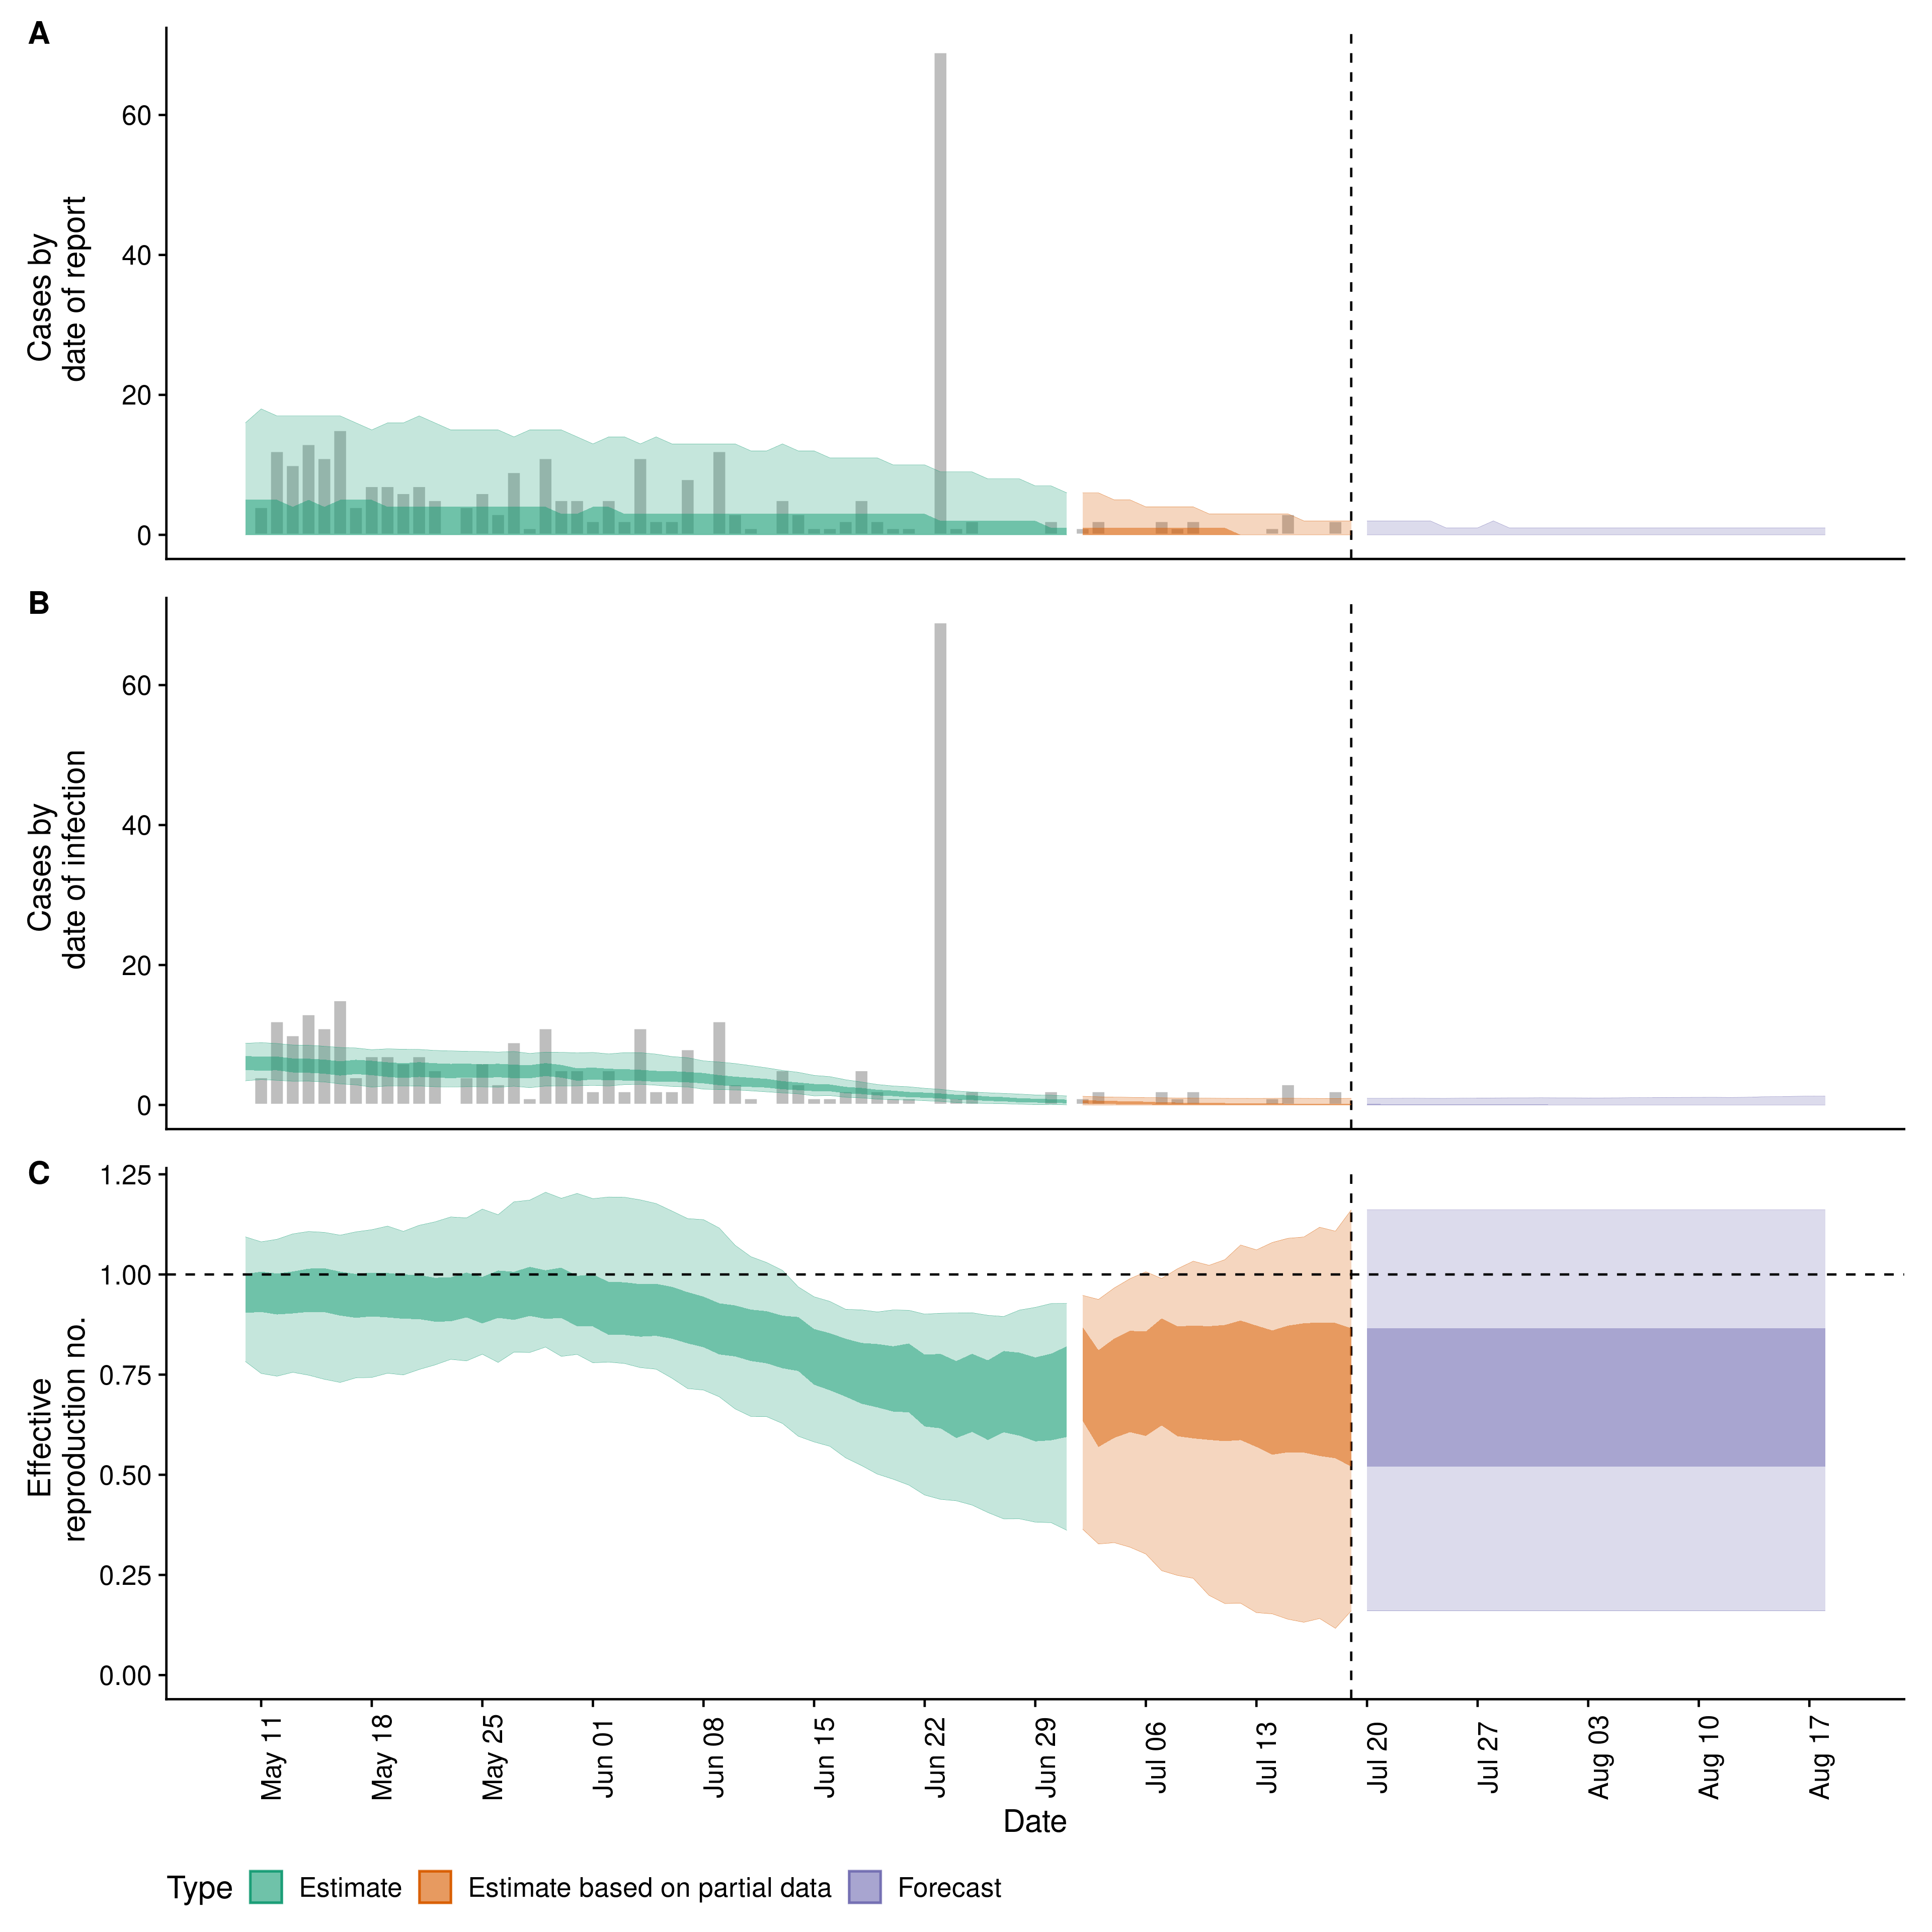 A
Cases by
date of report
60
40
20
0
B
Cases by
date of infection
60
40
20
0
C
Effective
reproduction no.
1.25
1.00
0.75
0.50
0.25
0.00
May 11
May 18
May 25
Jun 01
Jun 08
Jun 15
Jun 22
Jun 29
Jul 06
Jul 13
Jul 20
Jul 27
Aug 03
Aug 10
Aug 17
Date
Type Estimate Estimate based on partial data Forecast